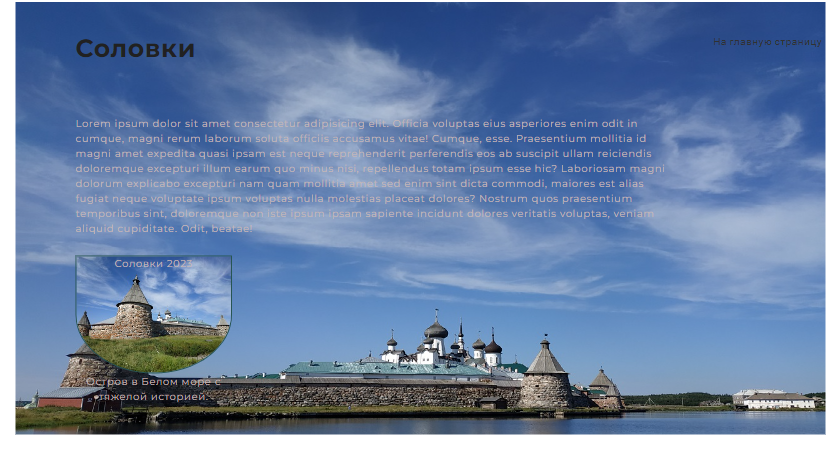 Соловки
На главную страницу
Lorem ipsum dolor sit amet consectetur adipisicing elit. Officia voluptas eius asperiores enim odit in
cumque, magni rerum laborum soluta officiis accusamus vitae! Cumque, esse. Praesentium mollitia id
magni amet expedita quasi ipsam est neque reprehenderit perferendis eos ab suscipit ullam reiciendis
doloremque excepturi illum earum quo minus nisi, repellendus totam ipsum esse hic? Laboriosam magni
dolorum explicabo excepturi nam quam mollitia amet sed enim sint dicta commodi, maiores est alias
fugiat neque voluptate ipsum voluptas nulla molestias placeat dolores? Nostrum quos praesentium
temporibus sint, doloremque non iste ipsum ipsam sapiente incidunt dolores veritatis voluptas, veniam
aliquid cupiditate. Odit, beatae!
Соловки 2023
Остров в Белом море с
тяжелой историей.